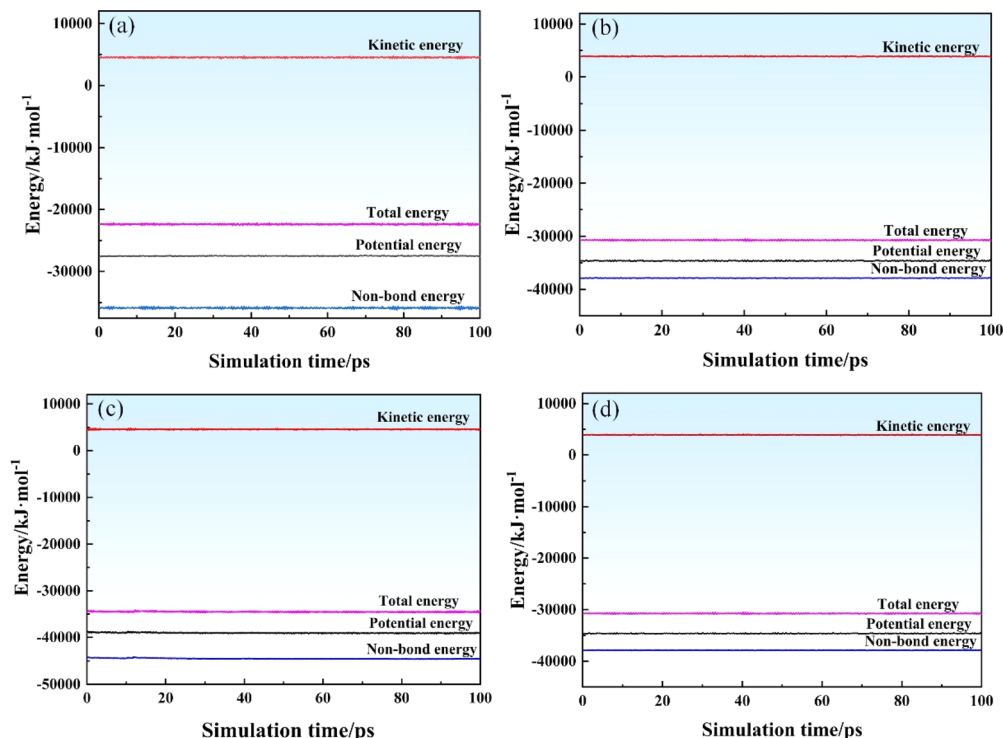 (a)
10000
0
-10000
-20000
-30000
Energy/kJ·mol-1
Kinetic energy
Total energy
Potential energy
Non-bond energy
0 20 40 60 80 100
Simulation time/ps
(b)
10000
0
-10000
-20000
-30000
-40000
Energy/kJ·mol-1
Kinetic energy
Total energy
Potential energy
Non-bond energy
0 20 40 60 80 100
Simulation time/ps
(c)
10000
0
-10000
-20000
-30000
-40000
-50000
Energy/kJ·mol-1
Kinetic energy
Total energy
Potential energy
Non-bond energy
0 20 40 60 80 100
Simulation time/ps
(d)
10000
0
-10000
-20000
-30000
-40000
Energy/kJ·mol-1
Kinetic energy
Total energy
Potential energy
Non-bond energy
0 20 40 60 80 100
Simulation time/ps